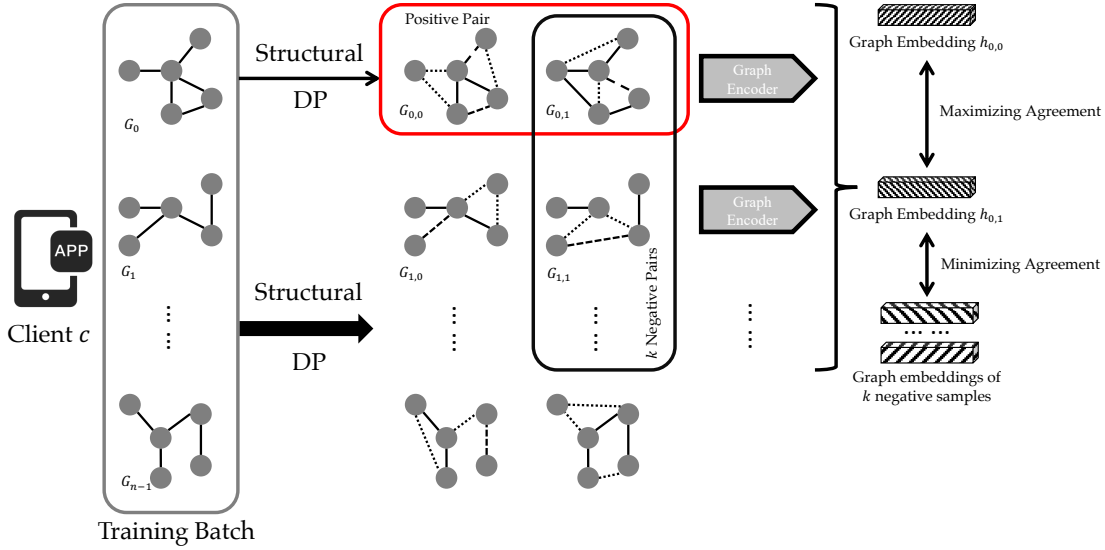 Positive Pair
Structural
DP
G0
G0,0
G0,1
Graph
Encoder
Graph Embedding h0,0
Maximizing Agreement
APP
Client c
G1
G1,0
G1,1
Graph
Encoder
Graph Embedding h0,1
Minimizing Agreement
Structural
DP
k Negative Pairs
... ...
Graph embeddings of
k negative samples
Gn−1
Training Batch